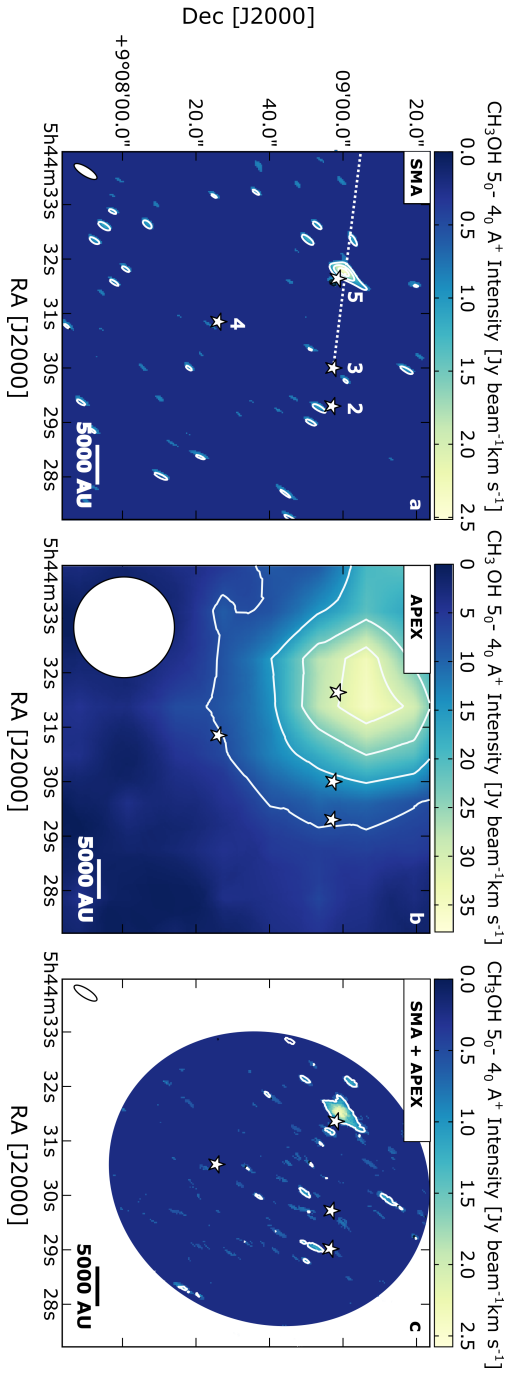 CH₃OH 5₀- 4₀ A⁺ Intensity [Jy beam⁻¹km s⁻¹]
0.0 0.5 1.0 1.5 2.0 2.5
SMA
a
5
3
2
4
5000 AU
20.0"
09'00.0"
40.0"
20."
+9°08'00.0"
Dec [J2000]
5h44m33s 32s 31s 30s 29s 28s
RA [J2000]
CH₃OH 5₀- 4₀ A⁺ Intensity [Jy beam⁻¹km s⁻¹]
0 5 10 15 20 25 30 35
APEX
b
5000 AU
5h44m33s 32s 31s 30s 29s 28s
RA [J2000]
CH₃OH 5₀- 4₀ A⁺ Intensity [Jy beam⁻¹km s⁻¹]
0.0 0.5 1.0 1.5 2.0 2.5
SMA + APEX
c
5000 AU
5h44m33s 32s 31s 30s 29s 28s
RA [J2000]